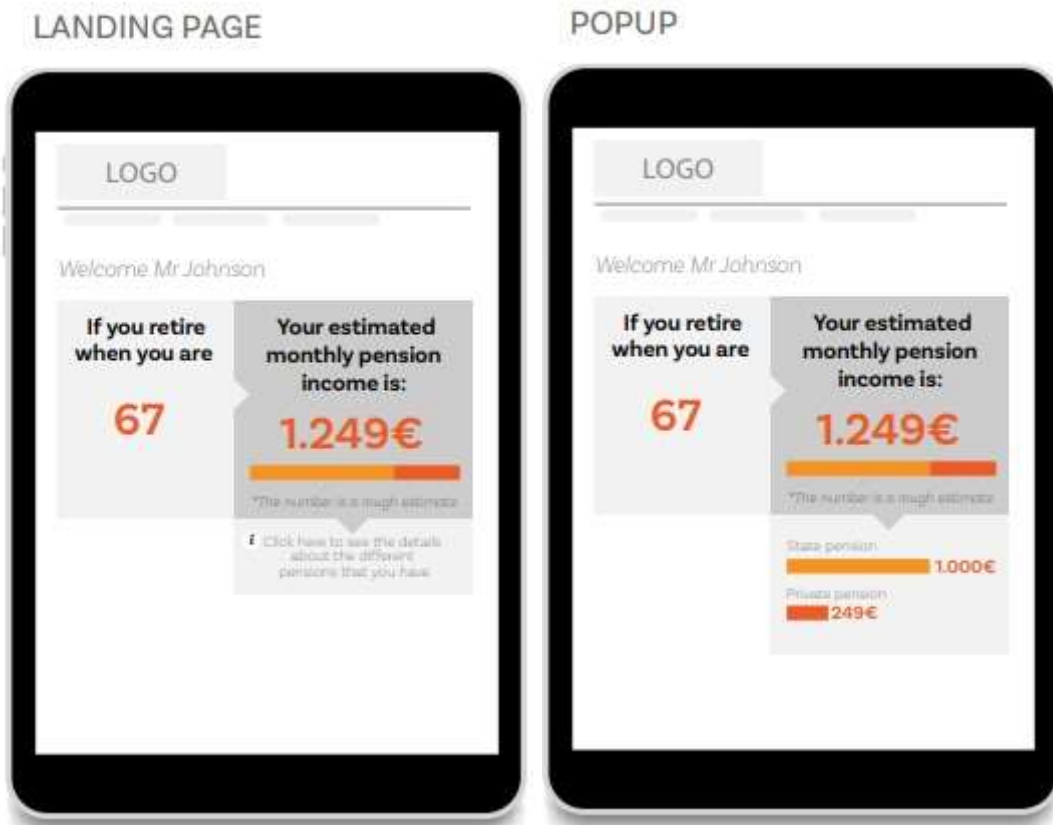 LANDING PAGE
LOGO
Welcome Mr Johnson
If you retire
when you are
67
Your estimated
monthly pension
income is:
1.249€
*The number is a rough estimate
i Click here to see the details
about the different
pensions that you have
POPUP
LOGO
Welcome Mr Johnson
If you retire
when you are
67
Your estimated
monthly pension
income is:
1.249€
*The number is a rough estimate
State pension
1.000€
Private pension
249€